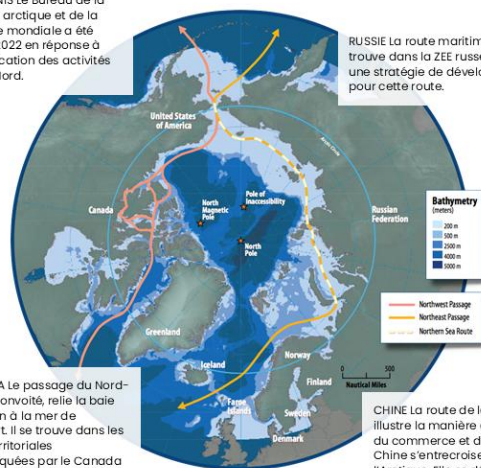 IS Le Bureau de la
arctique et de la
e mondiale a été
2022 en réponse à
ication des activités
Nord.
RUSSIE La route maritim
trouve dans la ZEE russe
une stratégie de dévelo
pour cette route.
United States
of America
Arctic Circle
Canada
North
Magnetic
Pole
Pole of
Inaccessibility
North
Pole
Russian
Federation
Bathymetry
(meters)
200 m
500 m
2500 m
4000 m
5000 m
Northwest Passage
Northeast Passage
Northern Sea Route
Greenland
Iceland
Norway
Finland
Sweden
Faroe
Islands
Denmark
0 500
Nautical Miles
A Le passage du Nord-
onvoité, relie la baie
n à la mer de
t. Il se trouve dans les
rritoriales
quées par le Canada
CHINE La route de la
illustre la manière
du commerce et d
Chine s'entrecroise